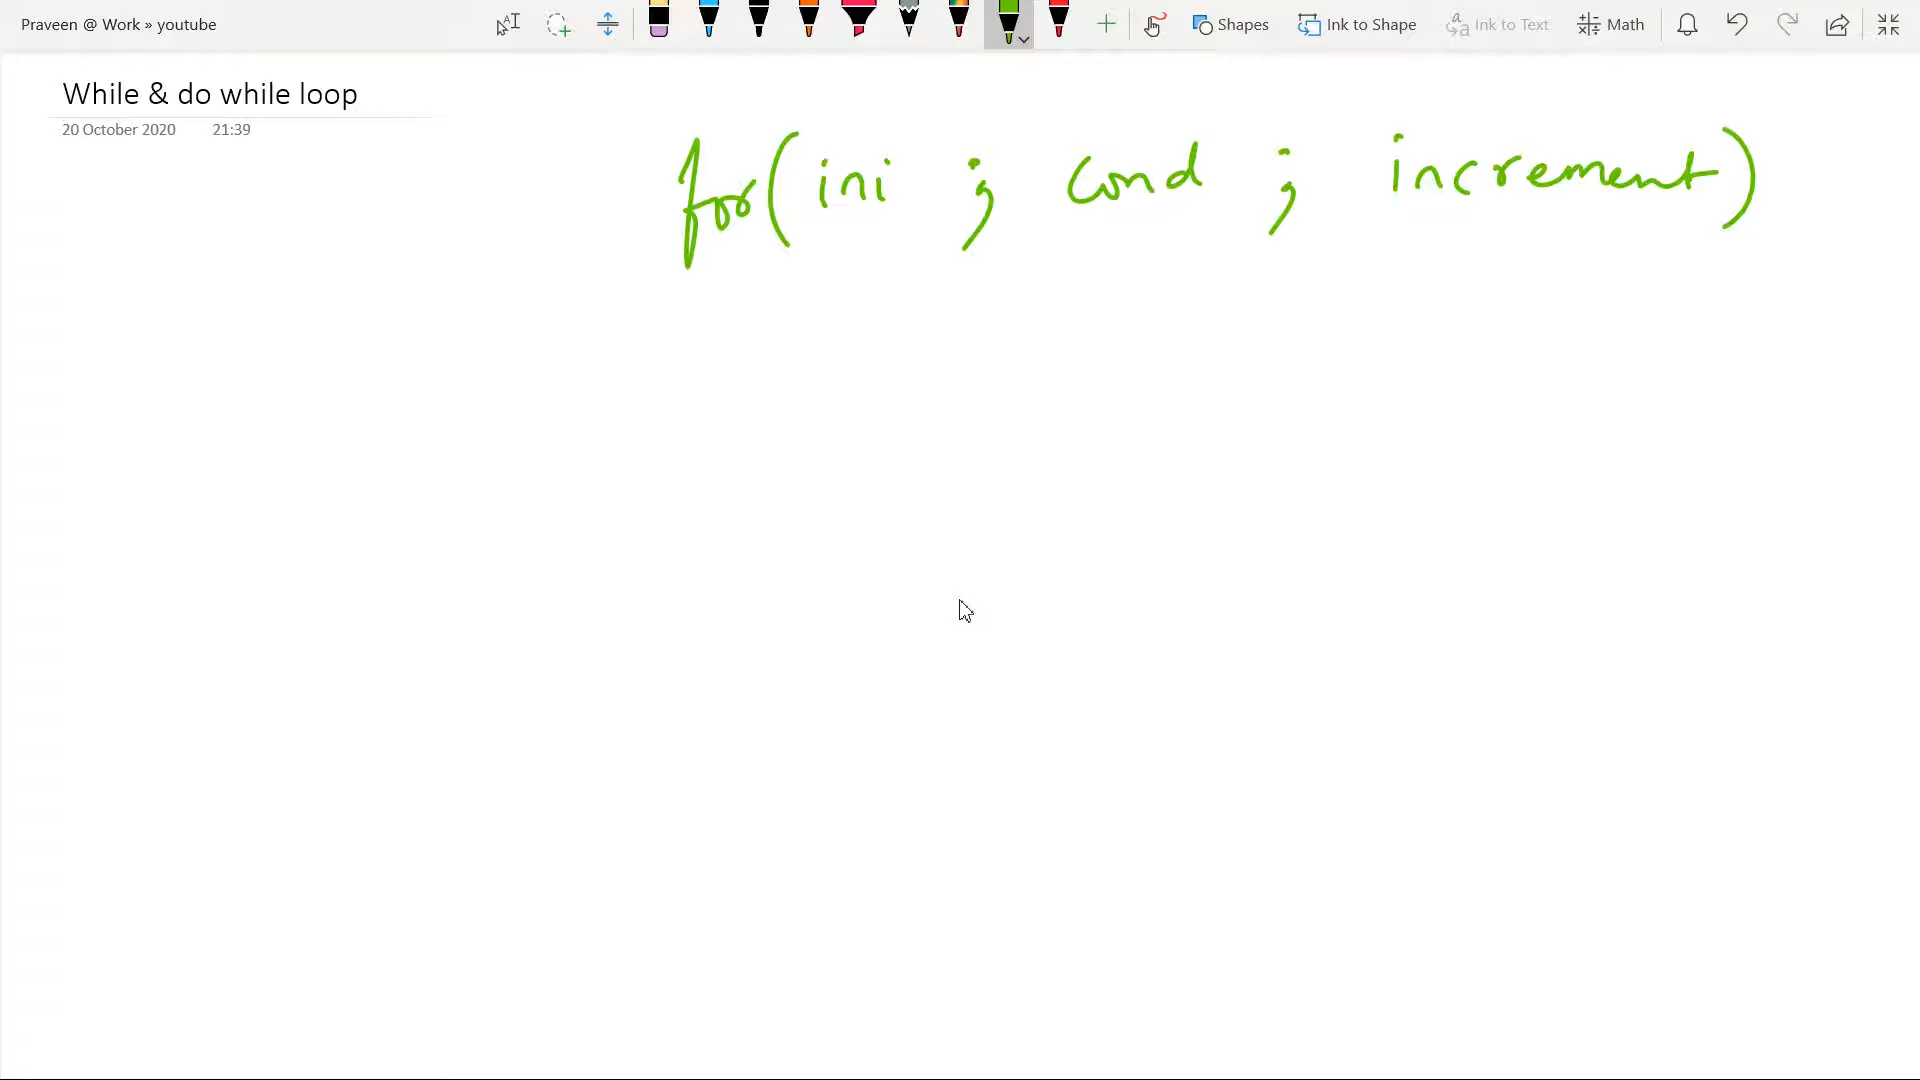 Praveen @ Work » youtube
Shapes
Ink to Shape
Ink to Text
Math
While & do while loop
20 October 2020 21:39
for(ini ; cond ; increment)